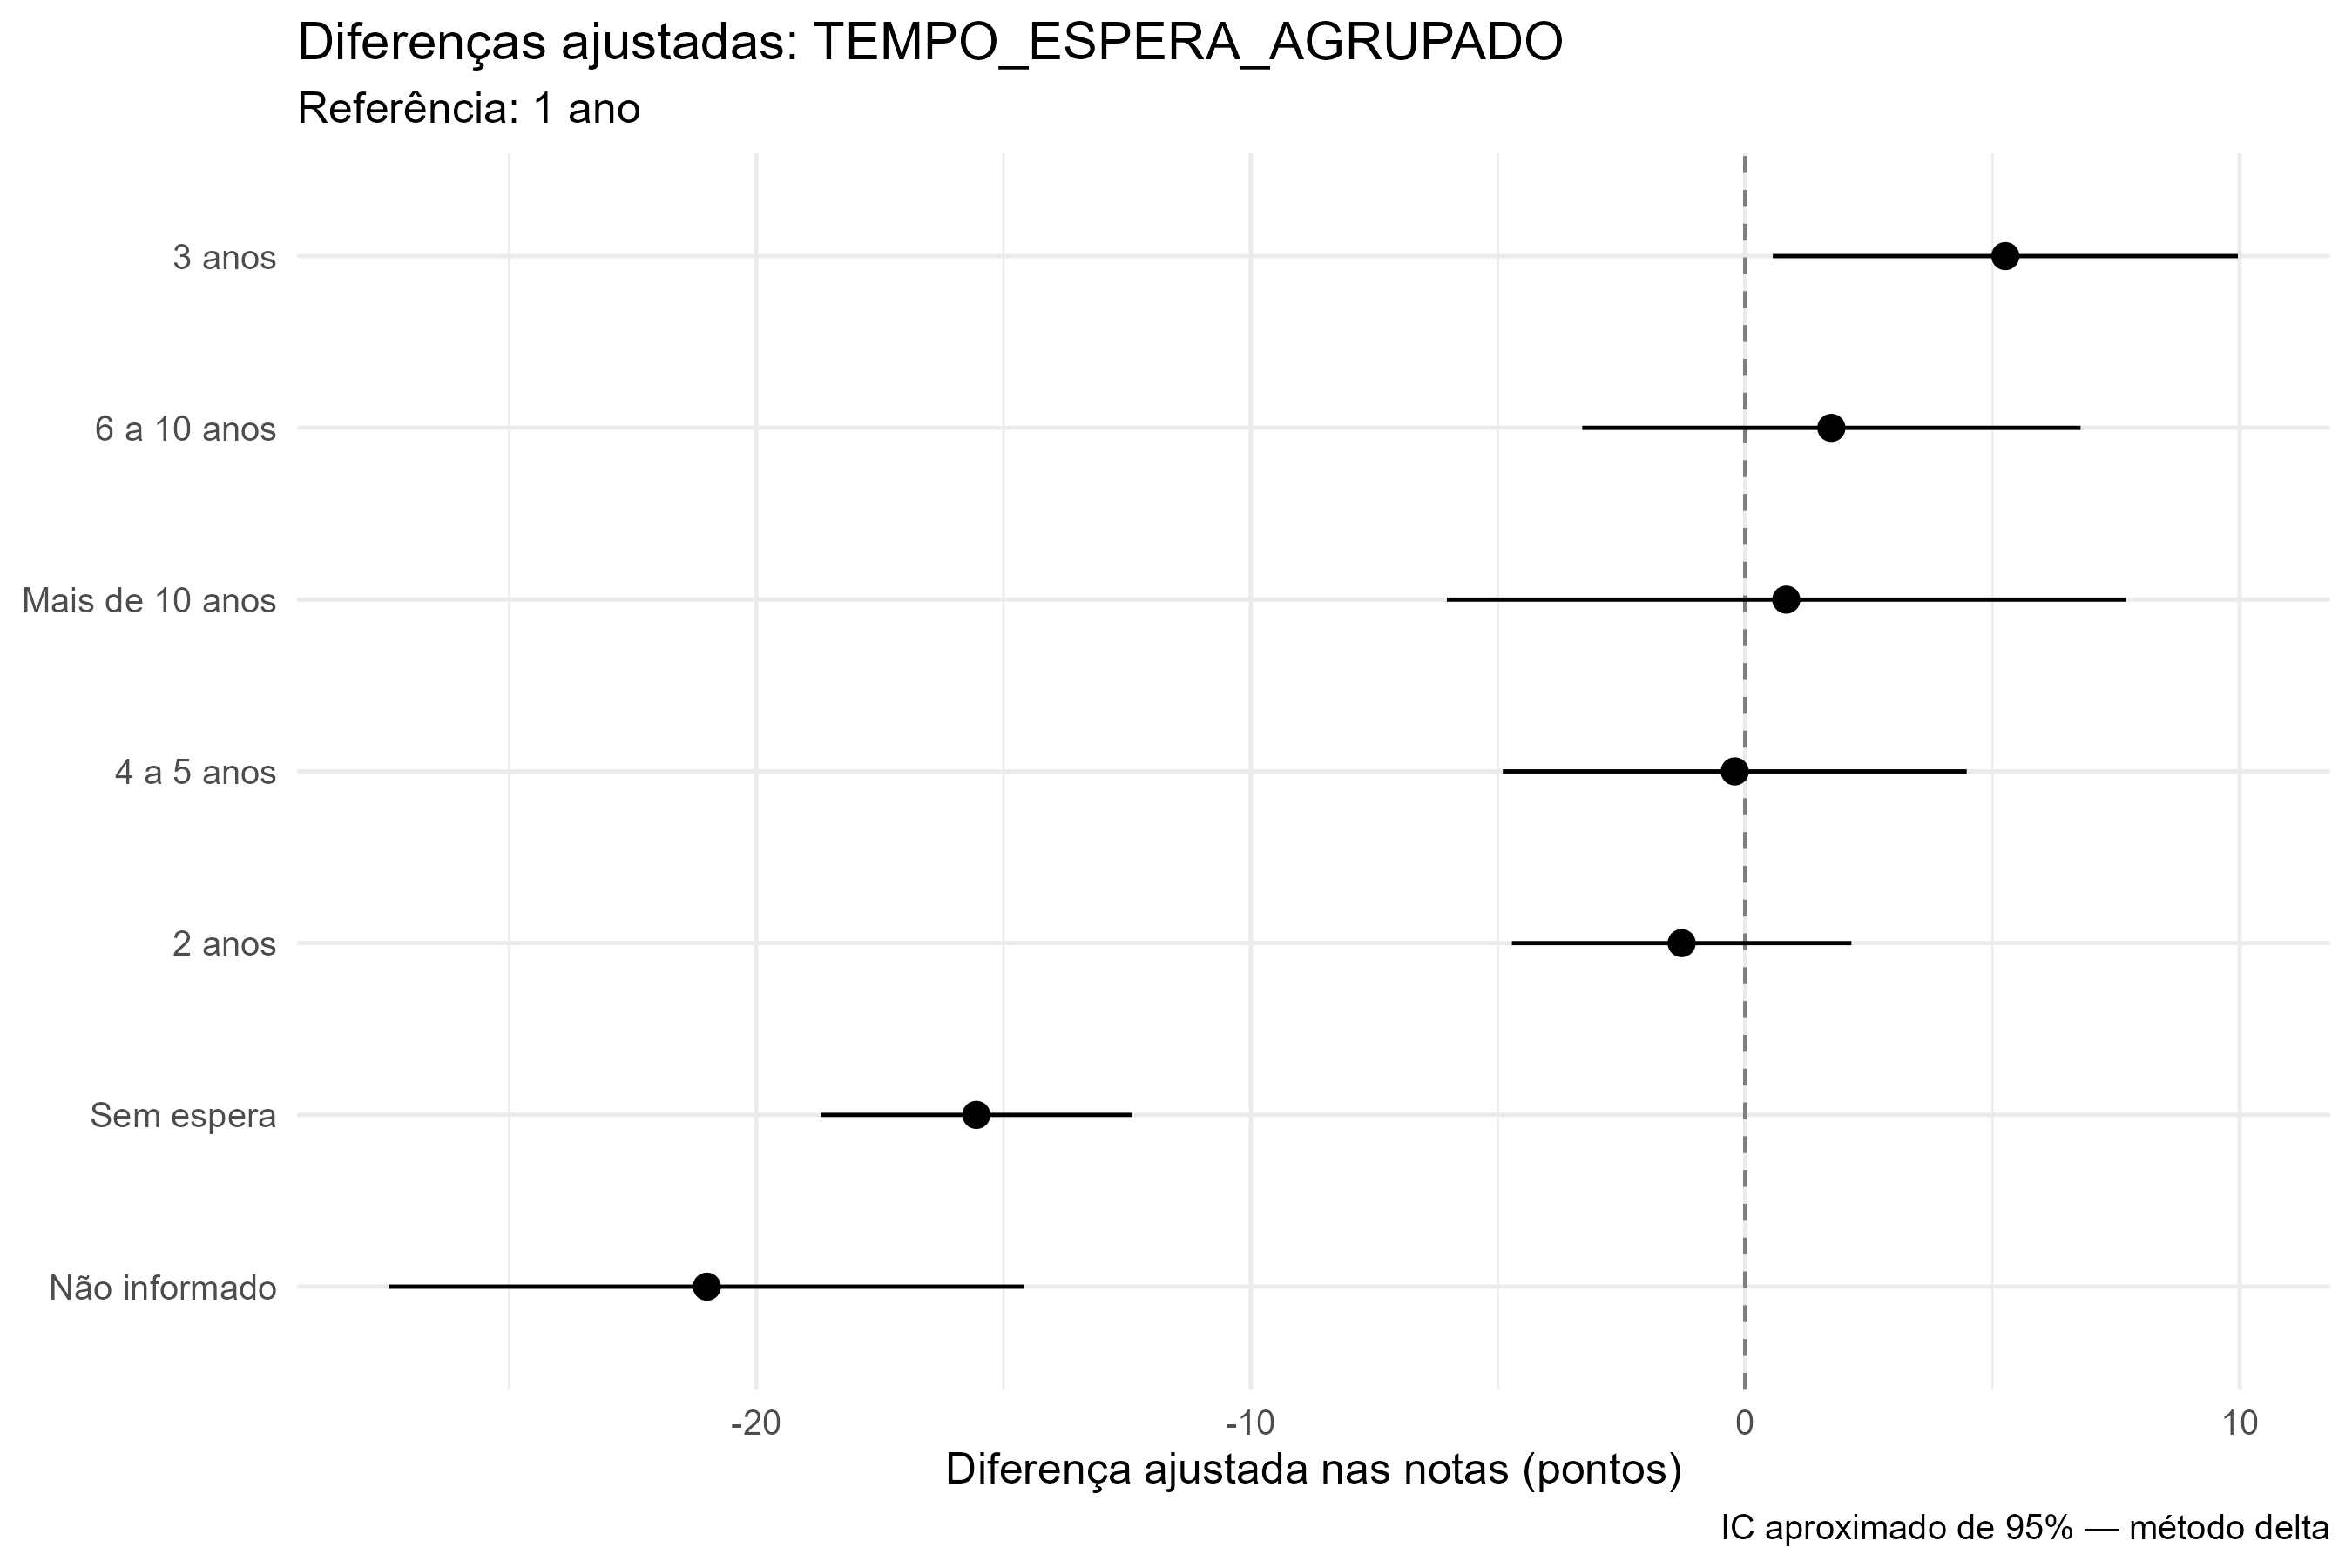 Diferenças ajustadas: TEMPO_ESPERA_AGRUPADO
Referência: 1 ano
3 anos
6 a 10 anos
Mais de 10 anos
4 a 5 anos
2 anos
Sem espera
Não informado
-20
-10
0
10
Diferença ajustada nas notas (pontos)
IC aproximado de 95% — método delta